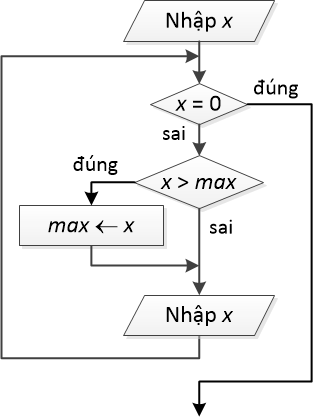 Nhập x
x = 0
đúng
sai
đúng
x > max
max ← x
sai
Nhập x